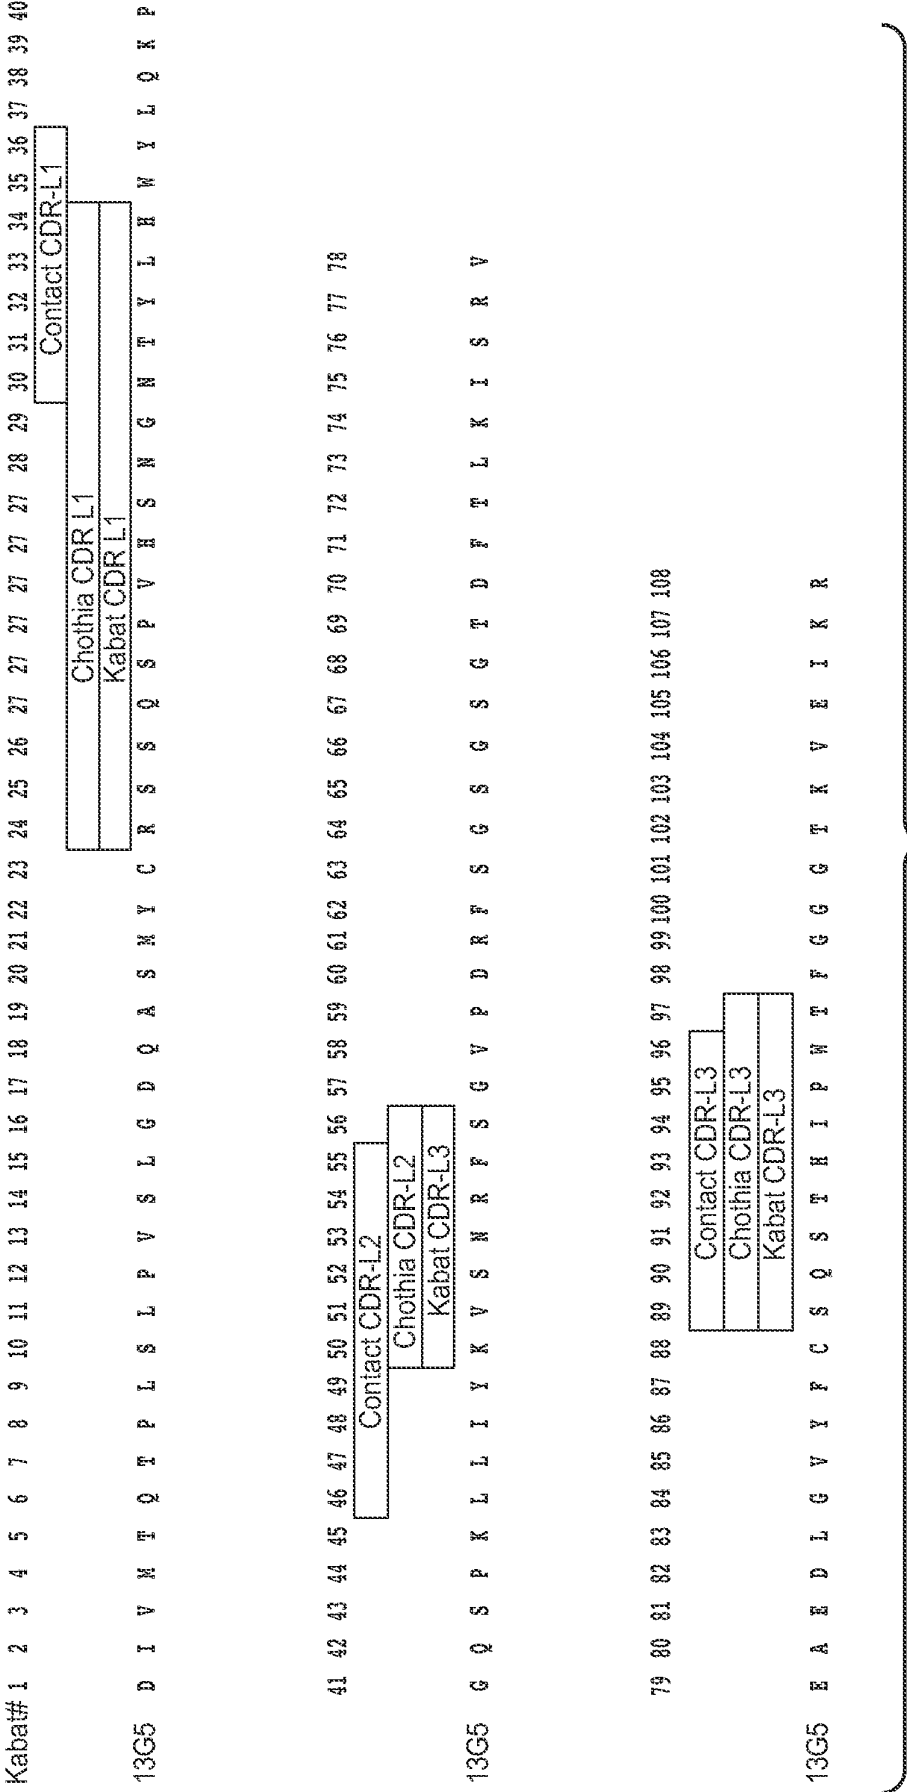 Kabat# 1 2 3 4 5 6 7 8 9 10 11 12 13 14 15 16 17 18 19 20 21 22 23 24 25 26 27 27 27 27 27 27 28 29 30 31 32 33 34 35 36 37 38 39 40
Contact CDR-L1
Chothia CDR L1
Kabat CDR L1
13G5 D I V M T Q T P L S L P V S L G D Q A S M Y C R S S Q S P V H S N G N T Y L H W Y L Q K P
41 42 43 44 45 46 47 48 49 50 51 52 53 54 55 56 57 58 59 60 61 62 63 64 65 66 67 68 69 70 71 72 73 74 75 76 77 78
Contact CDR-L2
Chothia CDR-L2
Kabat CDR-L3
13G5 G Q S P K L L I Y K V S N R F S G V P D R F S G S G S G T D F T L K I S R V
79 80 81 82 83 84 85 86 87 88 89 90 91 92 93 94 95 96 97 98 99 100 101 102 103 104 105 106 107 108
Contact CDR-L3
Chothia CDR-L3
Kabat CDR-L3
13G5 E A E D L G V Y F C S Q S T H I P W T F G G G T K V E I K R